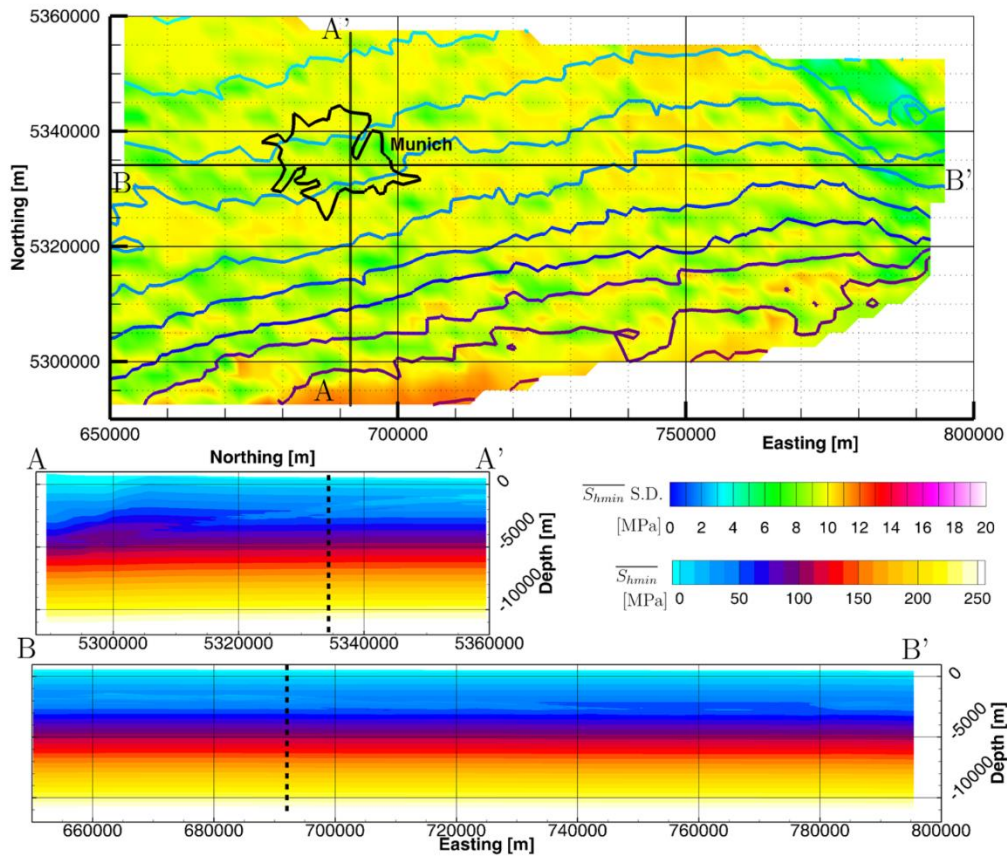 5360000
A'
5340000
Munich
B
B'
Northing [m]
5320000
5300000
A
650000 700000 750000 800000
Easting [m]
A Northing [m] A'
0
-5000
-10000
Depth [m]
5300000 5320000 5340000 5360000
Shmin S.D.
[MPa] 0 2 4 6 8 10 12 14 16 18 20
Shmin
[MPa] 0 50 100 150 200 250
B B'
0
-5000
-10000
Depth [m]
660000 680000 700000 720000 740000 760000 780000 800000
Easting [m]